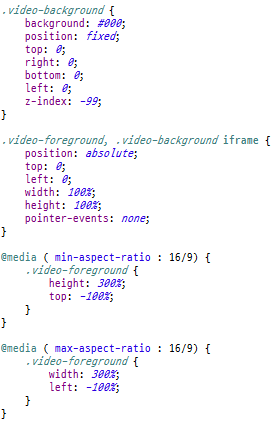 .video-background {
    background: #000;
    position: fixed;
    top: 0;
    right: 0;
    bottom: 0;
    left: 0;
    z-index: -99;
}

.video-foreground, .video-background iframe {
    position: absolute;
    top: 0;
    left: 0;
    width: 100%;
    height: 100%;
    pointer-events: none;
}

@media ( min-aspect-ratio : 16/9) {
    .video-foreground {
        height: 300%;
        top: -100%;
    }
}

@media ( max-aspect-ratio : 16/9) {
    .video-foreground {
        width: 300%;
        left: -100%;
    }
}